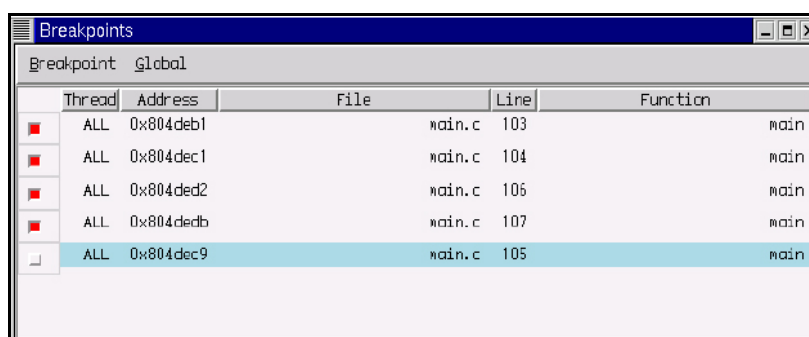 Breakpoints
Breakpoint Global
Thread Address File Line Function
ALL 0x804deb1 main.c 103 main
ALL 0x804dec1 main.c 104 main
ALL 0x804ded2 main.c 106 main
ALL 0x804dedb main.c 107 main
ALL 0x804dec9 main.c 105 main